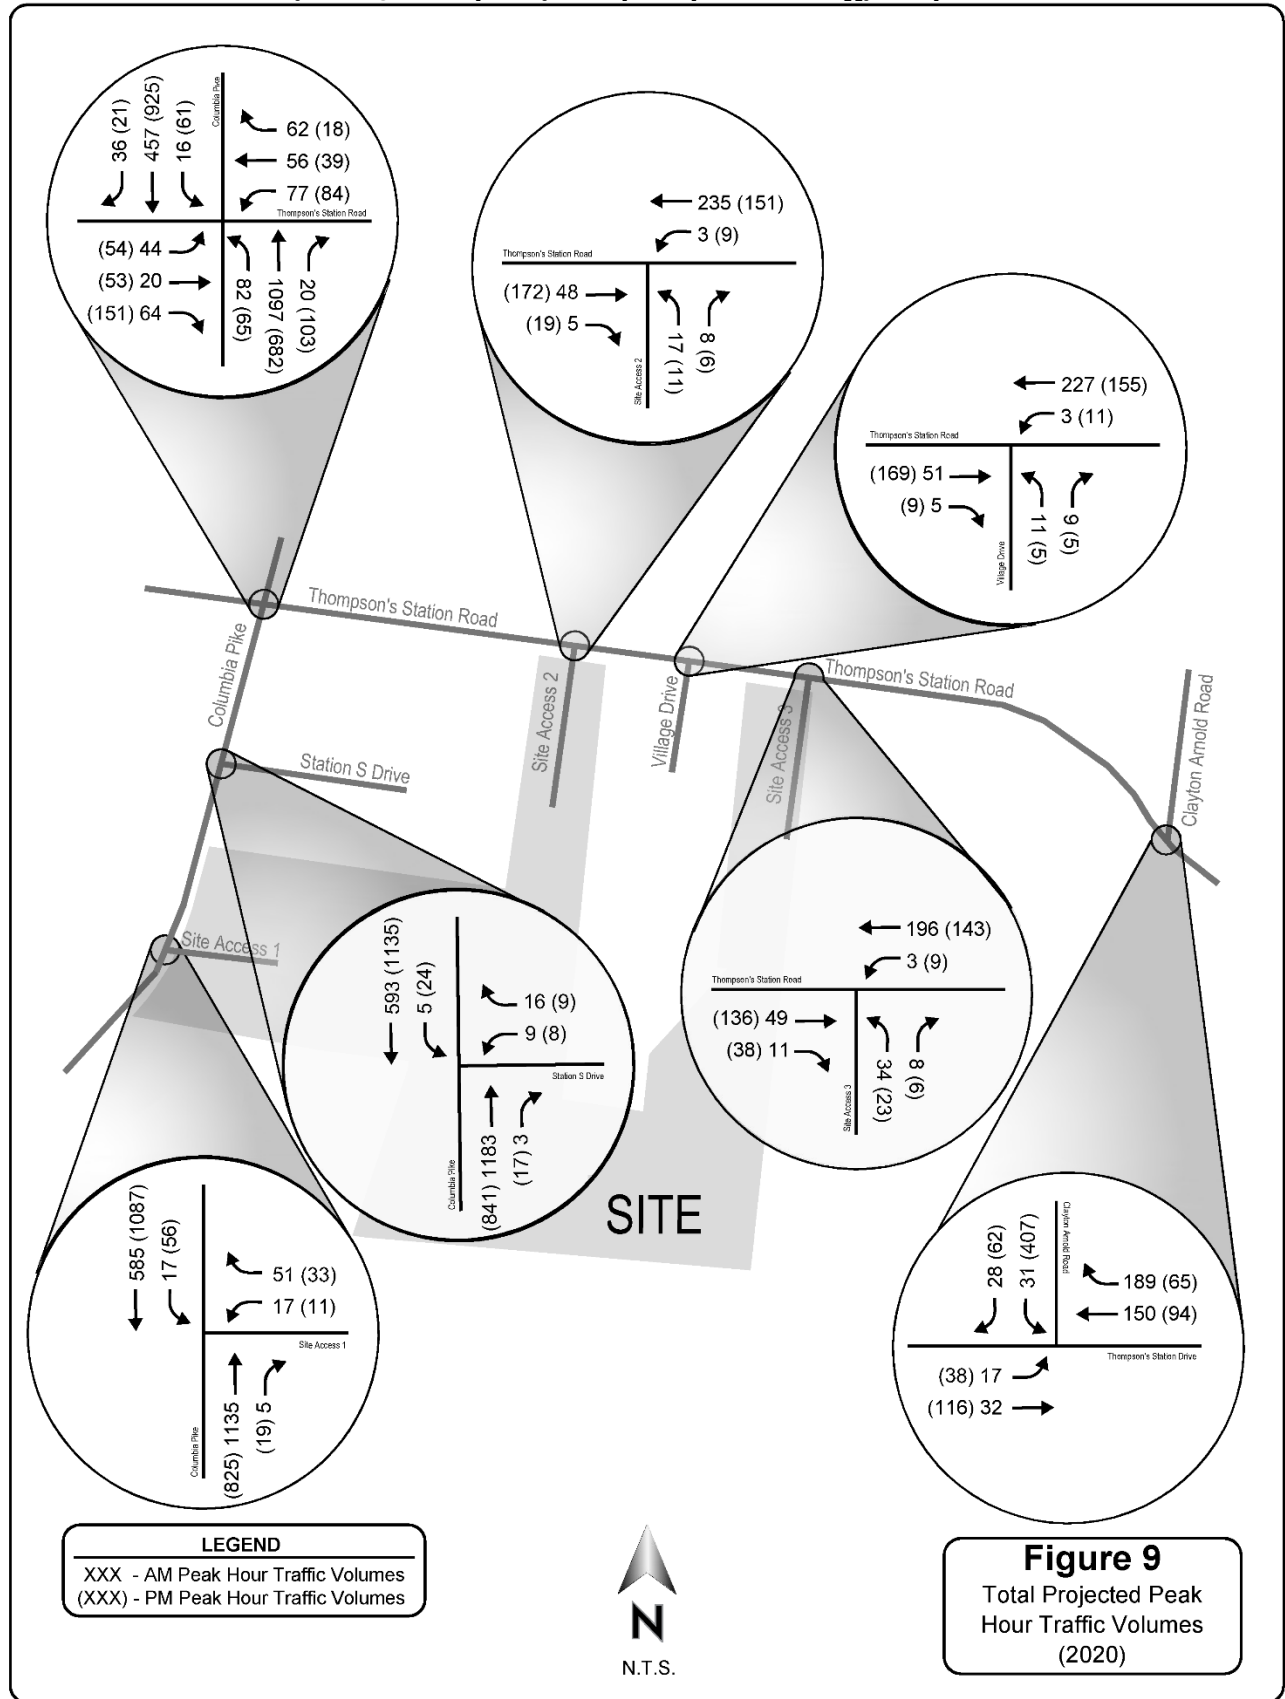 Columbia Pike
36 (21)
457 (925)
16 (61)
62 (18)
56 (39)
77 (84)
Thompson's Station Road
(54) 44
(53) 20
(151) 64
82 (65)
1097 (682)
20 (103)
235 (151)
3 (9)
Thompson's Station Road
(172) 48
(19) 5
Site Access 2
17 (11)
8 (6)
227 (155)
3 (11)
Thompson's Station Road
(169) 51
(9) 5
Village Drive
11 (5)
9 (5)
Thompson's Station Road
Columbia Pike
Station S Drive
Site Access 2
Village Drive
Site Access 3
Thompson's Station Road
Clayton Arnold Road
Site Access 1
593 (1135)
5 (24)
16 (9)
9 (8)
Station S Drive
Columbia Pike
(841) 1183
(17) 3
196 (143)
3 (9)
Thompson's Station Road
(136) 49
(38) 11
Site Access 3
34 (23)
8 (6)
SITE
585 (1087)
17 (56)
51 (33)
17 (11)
Site Access 1
Columbia Pike
(825) 1135
(19) 5
28 (62)
31 (407)
Clayton Arnold Road
189 (65)
150 (94)
Thompson's Station Drive
(38) 17
(116) 32
LEGEND
XXX - AM Peak Hour Traffic Volumes
(XXX) - PM Peak Hour Traffic Volumes
N
N.T.S.
Figure 9
Total Projected Peak
Hour Traffic Volumes
(2020)